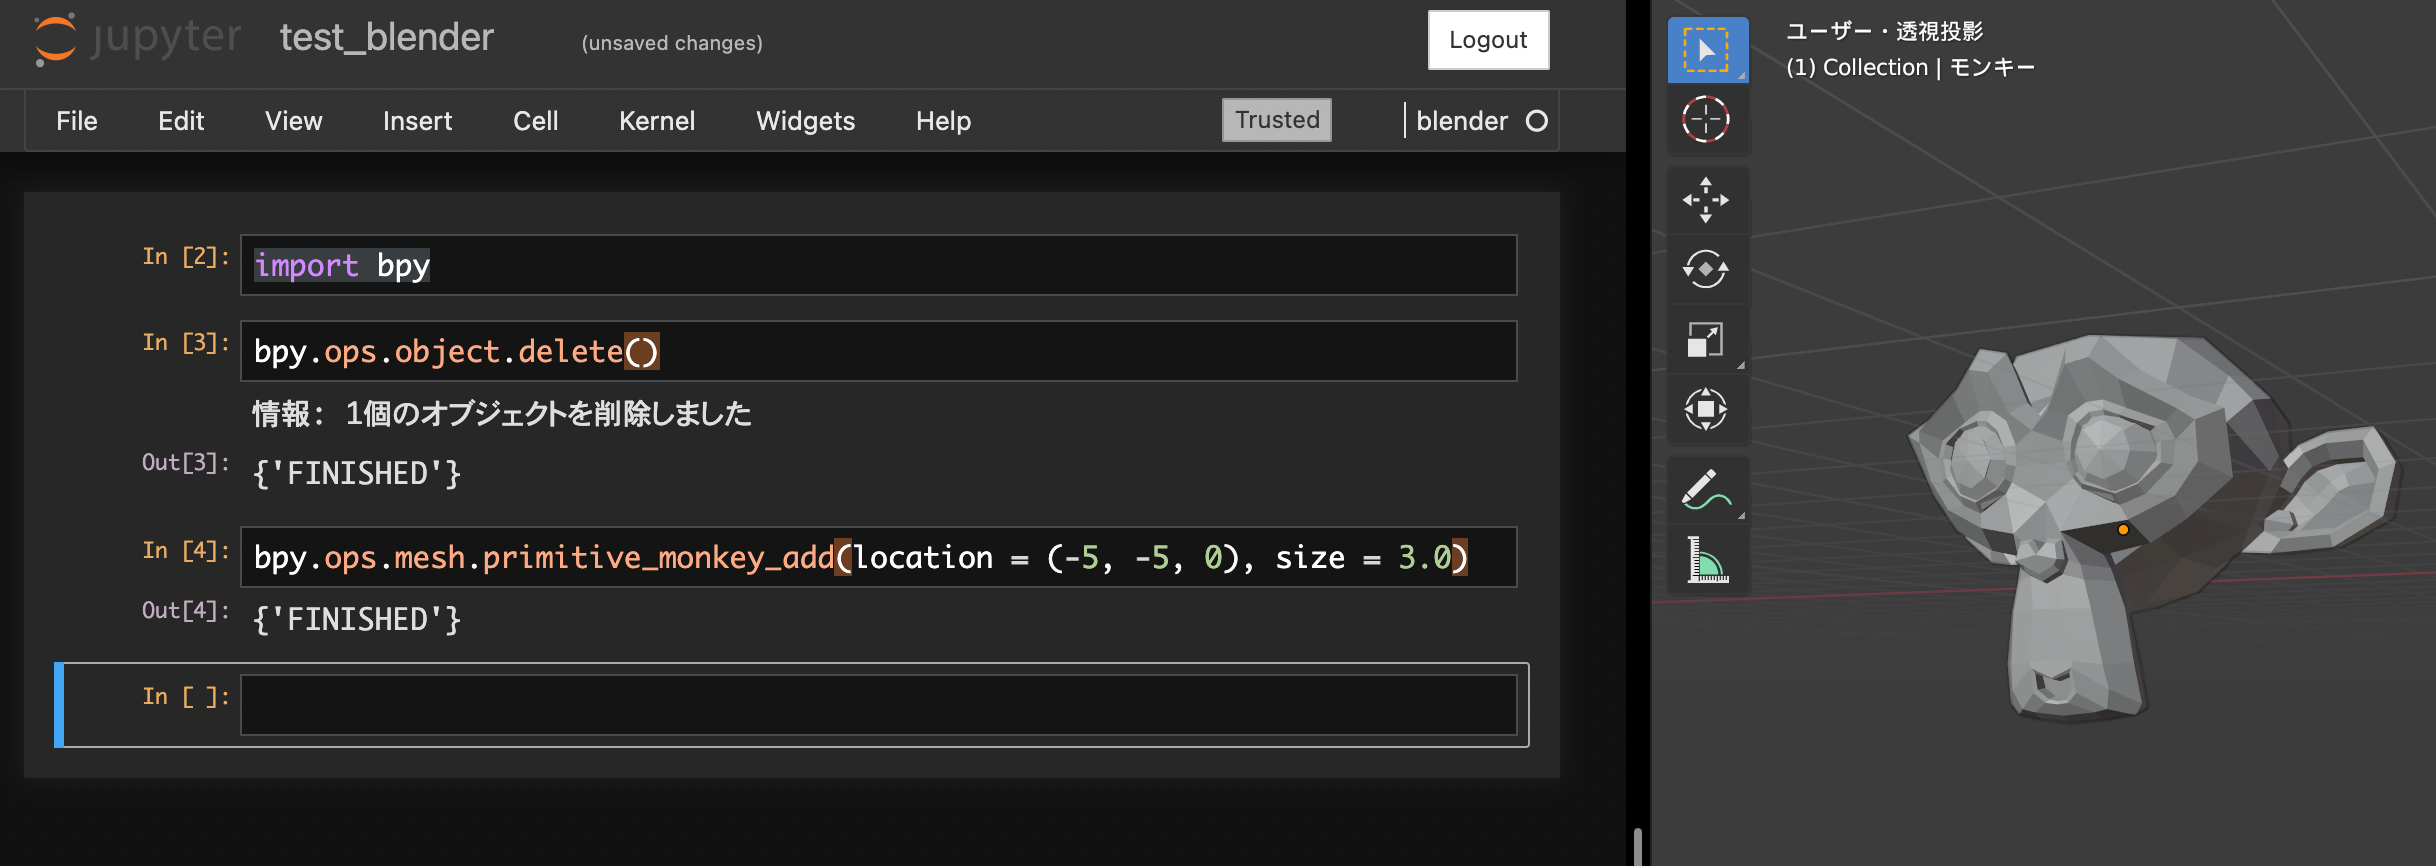 jupyter test_blender (unsaved changes) Logout
File Edit View Insert Cell Kernel Widgets Help Trusted blender
In [2]: import bpy
In [3]: bpy.ops.object.delete()
情報: 1個のオブジェクトを削除しました
Out[3]: {'FINISHED'}
In [4]: bpy.ops.mesh.primitive_monkey_add(location = (-5, -5, 0), size = 3.0)
Out[4]: {'FINISHED'}
In [ ]:
ユーザー・透視投影
(1) Collection | モンキー